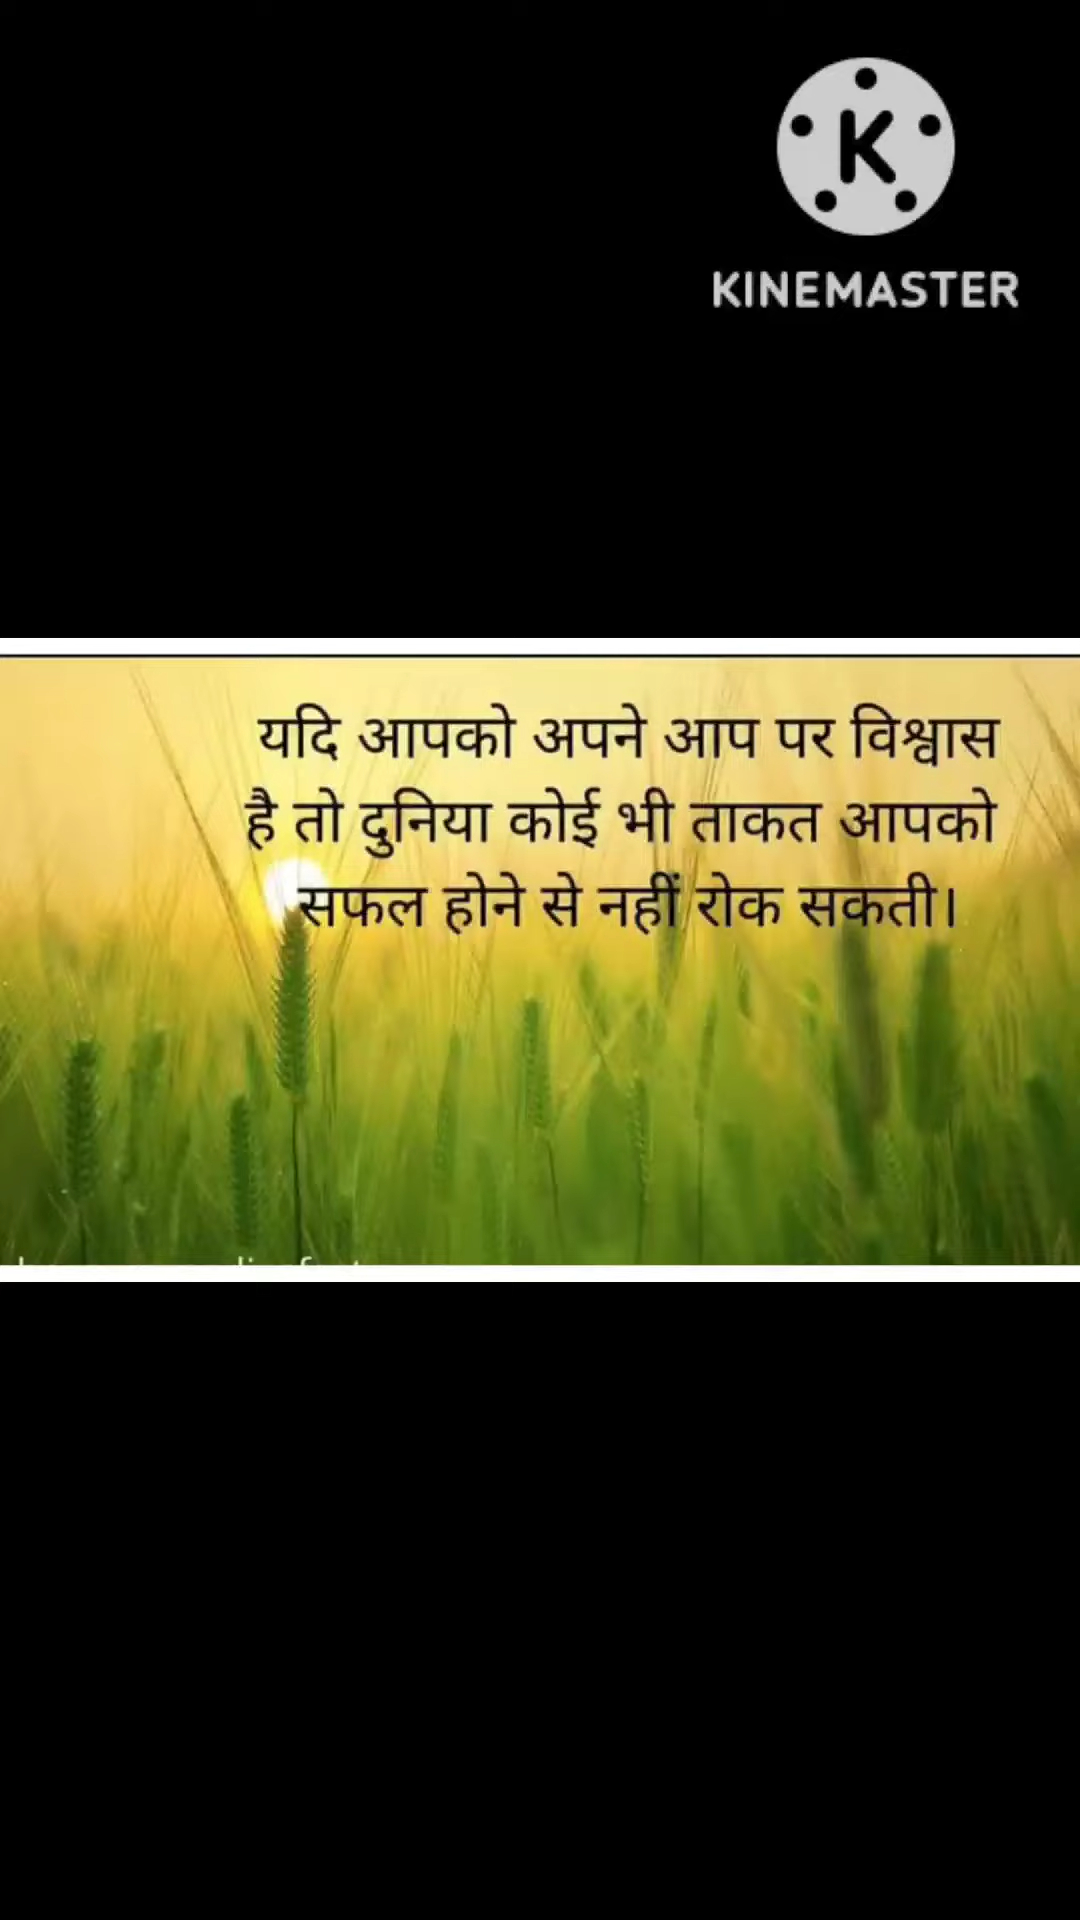 K
KINEMASTER
यदि आपको अपने आप पर विश्वास
है तो दुनिया कोई भी ताकत आपको
सफल होने से नहीं रोक सकती।